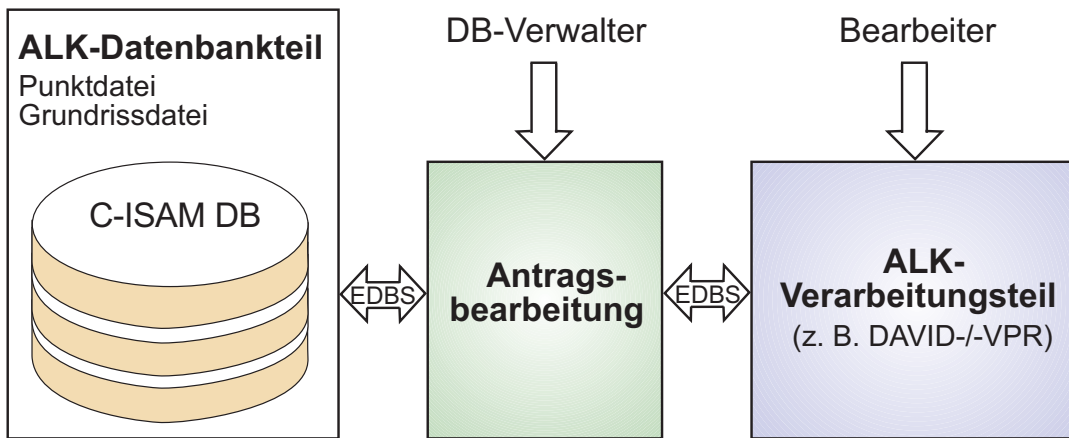 ALK-Datenbankteil
Punktdatei
Grundrissdatei
C-ISAM DB
EDBS
DB-Verwalter
Antrags-
bearbeitung
EDBS
Bearbeiter
ALK-
Verarbeitungsteil
(z. B. DAVID-/-VPR)